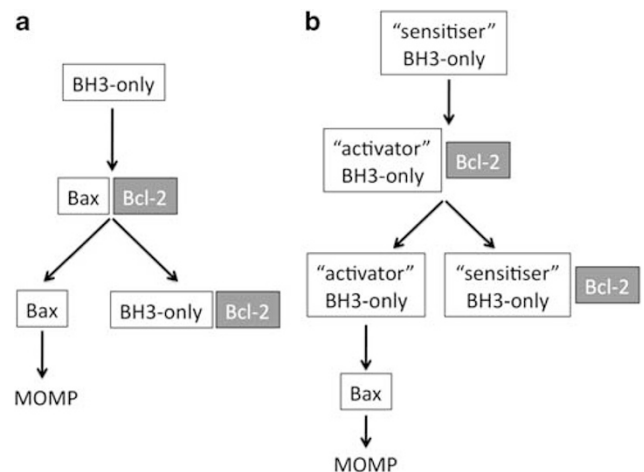 a
BH3-only
Bax Bcl-2
Bax BH3-only Bcl-2
MOMP
b
“sensitiser”
BH3-only
“activator”
BH3-only
Bcl-2
“activator”
BH3-only
“sensitiser”
BH3-only
Bcl-2
Bax
MOMP